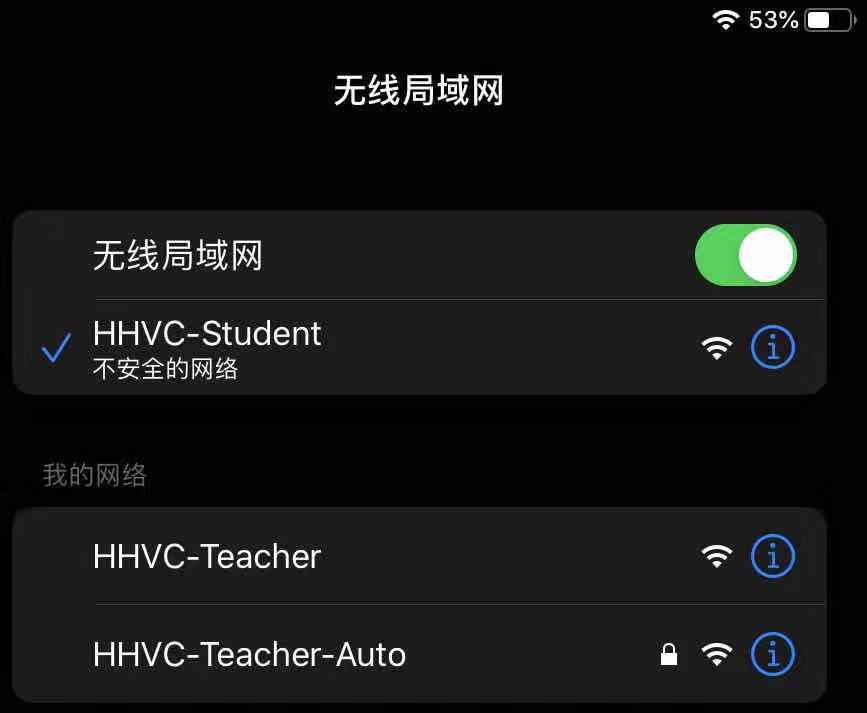 53%
无线局域网
无线局域网
HHVC-Student
不安全的网络
我的网络
HHVC-Teacher
HHVC-Teacher-Auto